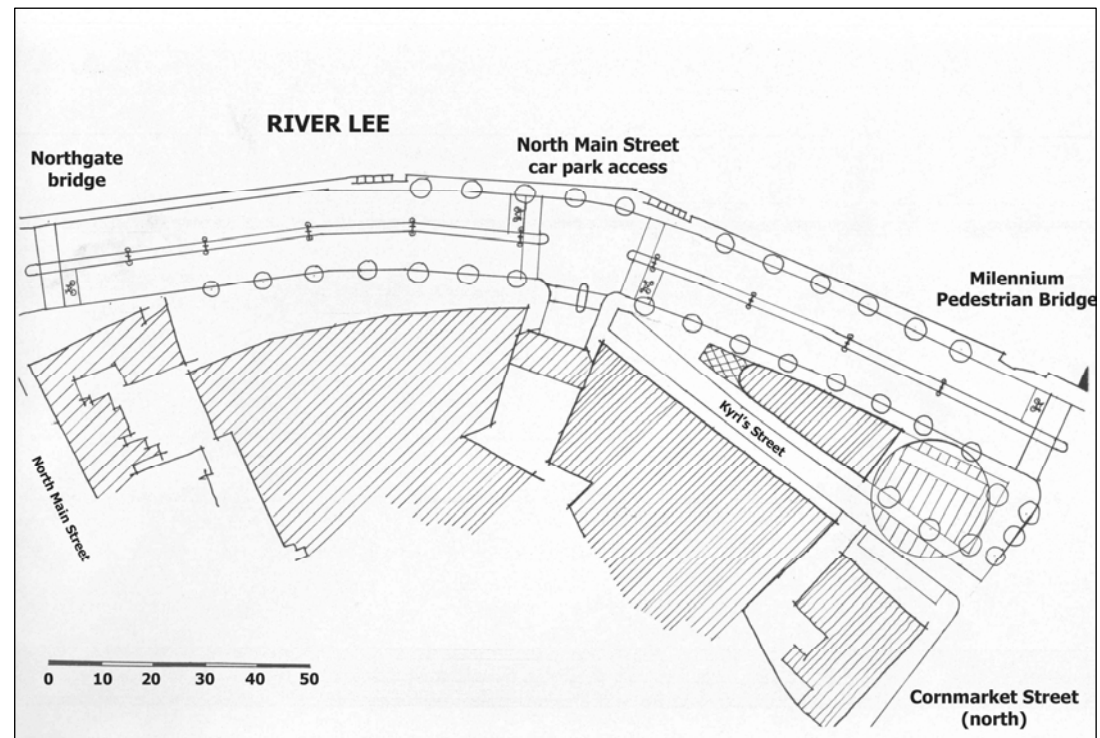 RIVER LEE
Northgate
bridge
North Main Street
car park access
Milennium
Pedestrian Bridge
Kyrl's Street
North Main Street
0 10 20 30 40 50
Cornmarket Street
(north)